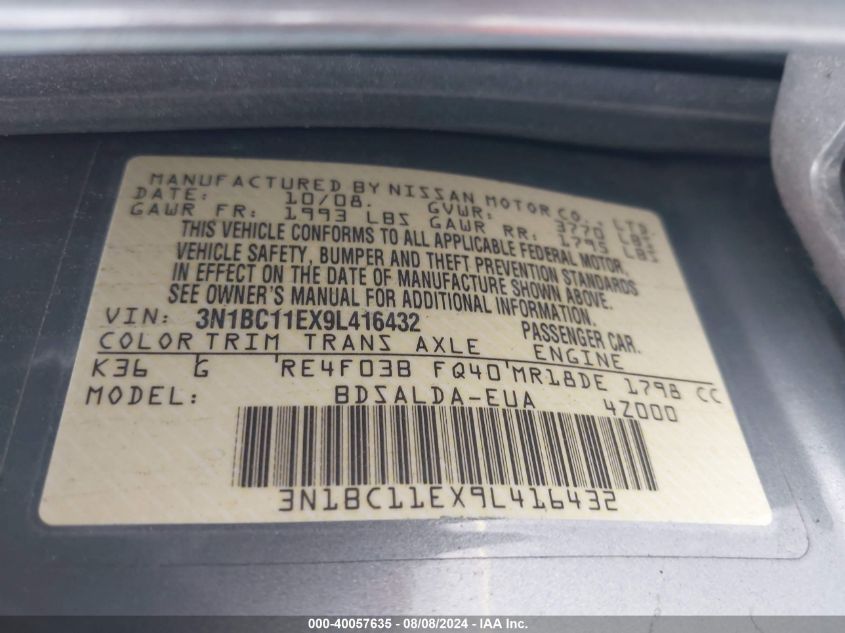 MANUFACTURED BY NISSAN MOTOR CO., LTD
DATE: 10/08. GVWR: 3770 LBS
GAWR FR: 1993 LBS GAWR RR: 1795 LBS
THIS VEHICLE CONFORMS TO ALL APPLICABLE FEDERAL MOTOR
VEHICLE SAFETY, BUMPER AND THEFT PREVENTION STANDARDS
IN EFFECT ON THE DATE OF MANUFACTURE SHOWN ABOVE.
SEE OWNER'S MANUAL FOR ADDITIONAL INFORMATION.
VIN: 3N1BC11EX9L416432 PASSENGER CAR.
COLOR TRIM TRANS AXLE ENGINE
K36 G RE4F03B FQ40 MR18DE 1798 CC
MODEL: BDSALDA-EUA 4Z000
3N1BC11EX9L416432
000-40057635 - 08/08/2024 - IAA Inc.